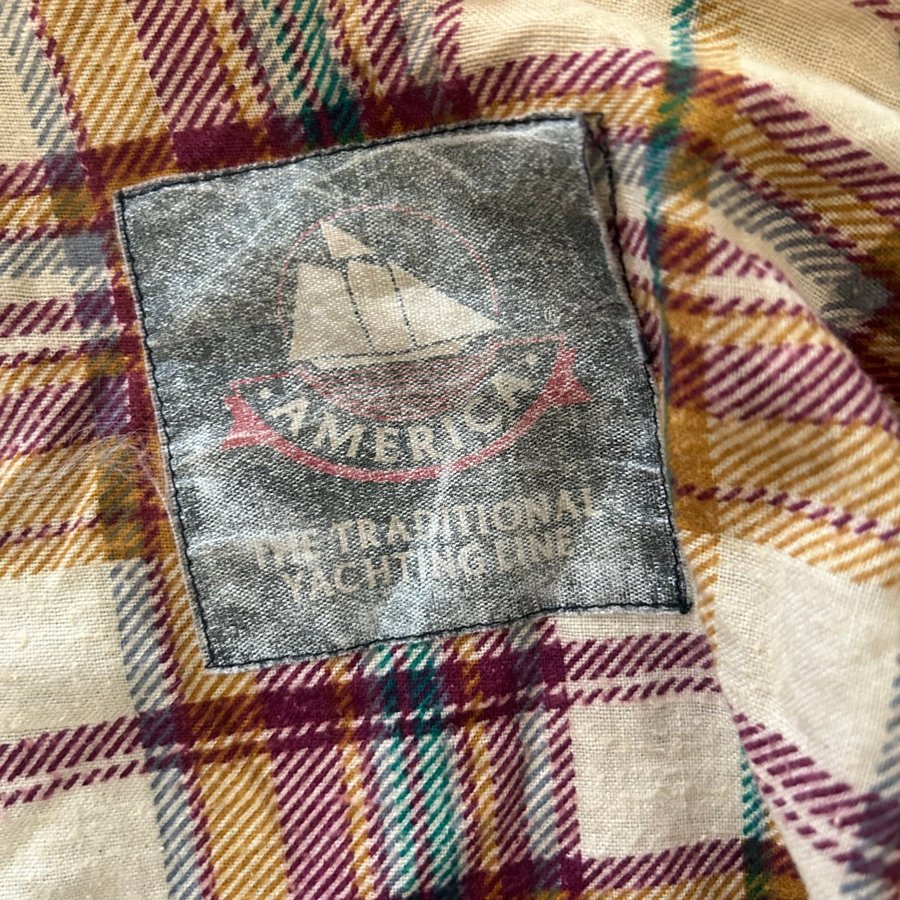 ®
· AMERICA ·
THE TRADITIONAL
YACHTING LINE